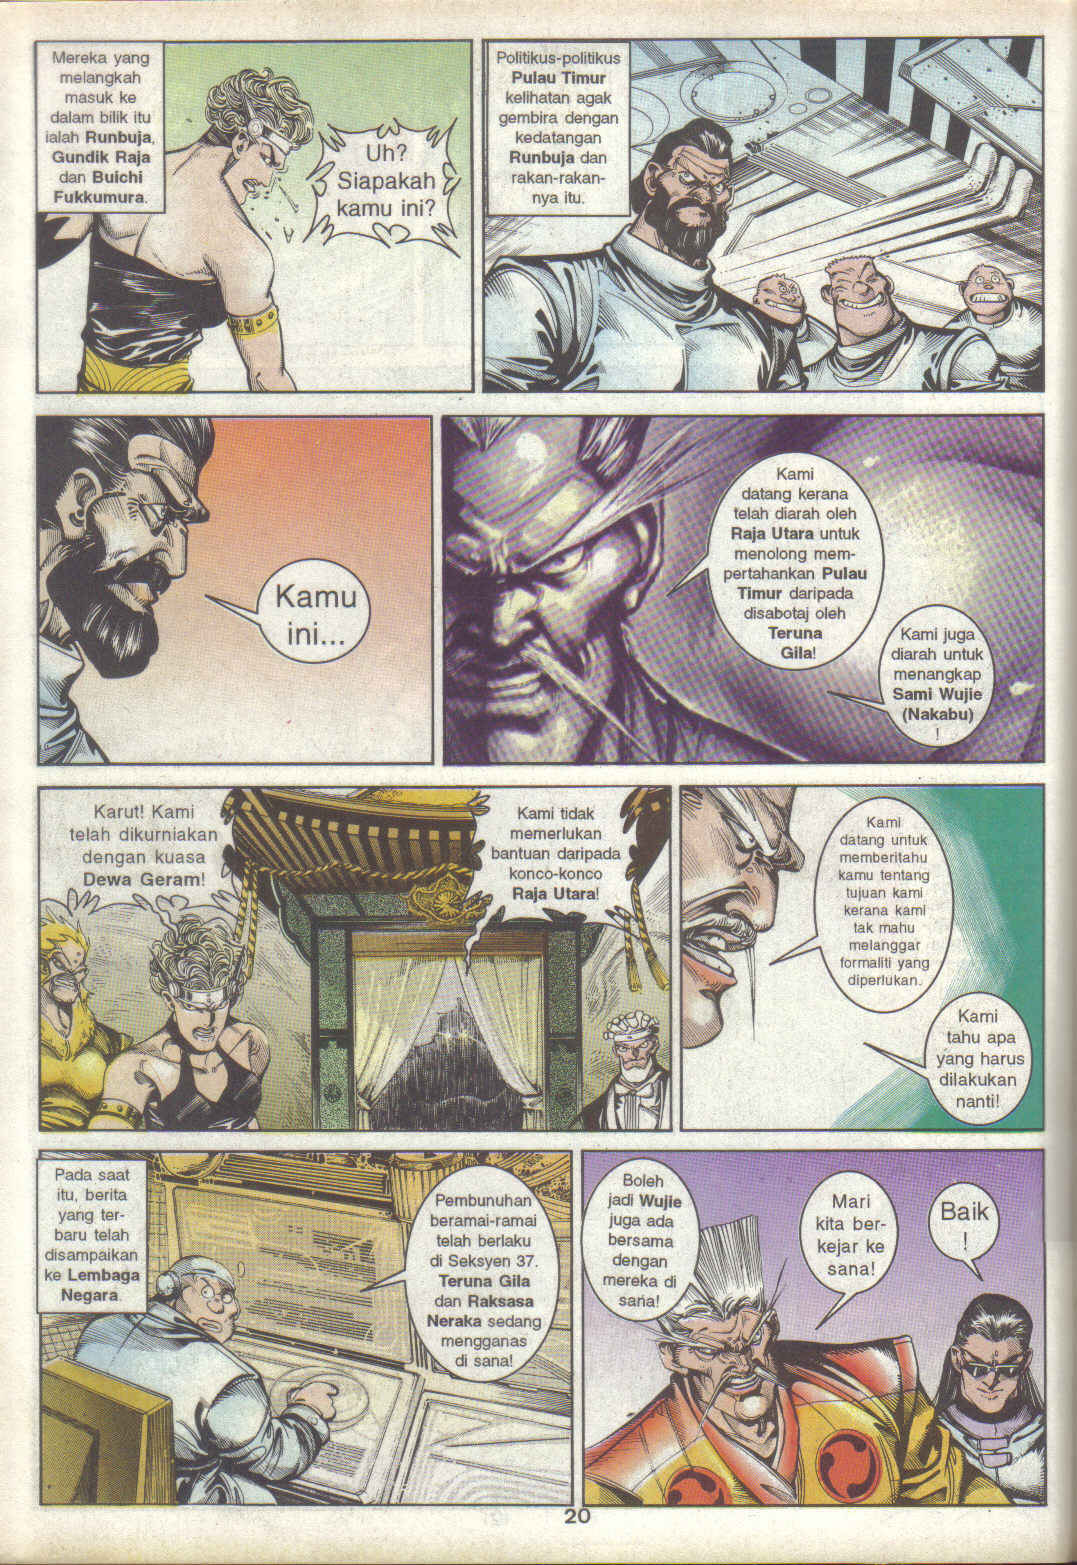 Mereka yang
melangkah
masuk ke
dalam bilik itu
ialah Runbuja,
Gundik Raja
dan Buichi
Fukkumura.
Uh?
Siapakah
kamu ini?
Politikus-politikus
Pulau Timur
kelihatan agak
gembira dengan
kedatangan
Runbuja dan
rakan-rakan-
nya itu.
Kamu
ini...
Kami
datang kerana
telah diarah oleh
Raja Utara untuk
menolong mem-
pertahankan Pulau
Timur daripada
disabotaj oleh
Teruna
Gila!
Kami juga
diarah untuk
menangkap
Sami Wujie
(Nakabu)
!
Karut! Kami
telah dikurniakan
dengan kuasa
Dewa Geram!
Kami tidak
memerlukan
bantuan daripada
konco-konco
Raja Utara!
Kami
datang untuk
memberitahu
kamu tentang
tujuan kami
kerana kami
tak mahu
melanggar
formaliti yang
diperlukan.
Kami
tahu apa
yang harus
dilakukan
nanti!
Pada saat
itu, berita
yang ter-
baru telah
disampaikan
ke Lembaga
Negara.
Pembunuhan
beramai-ramai
telah berlaku
di Seksyen 37.
Teruna Gila
dan Raksasa
Neraka sedang
mengganas
di sana!
Boleh
jadi Wujie
juga ada
bersama
dengan
mereka di
sana!
Mari
kita ber-
kejar ke
sana!
Baik
!
20